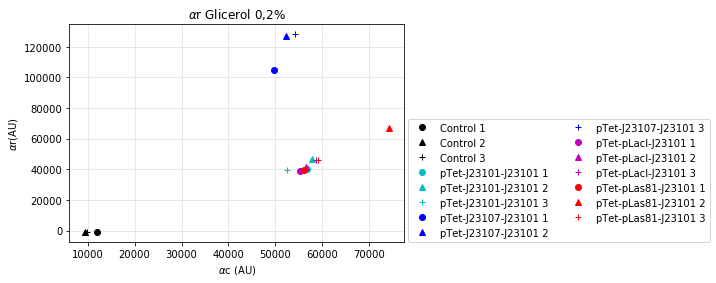 αr Glicerol 0,2%
αr(AU)
120000
100000
80000
60000
40000
20000
0
10000 20000 30000 40000 50000 60000 70000
αc (AU)
Control 1
Control 2
Control 3
pTet-J23101-J23101 1
pTet-J23101-J23101 2
pTet-J23101-J23101 3
pTet-J23107-J23101 1
pTet-J23107-J23101 2
pTet-J23107-J23101 3
pTet-pLacI-J23101 1
pTet-pLacI-J23101 2
pTet-pLacI-J23101 3
pTet-pLas81-J23101 1
pTet-pLas81-J23101 2
pTet-pLas81-J23101 3